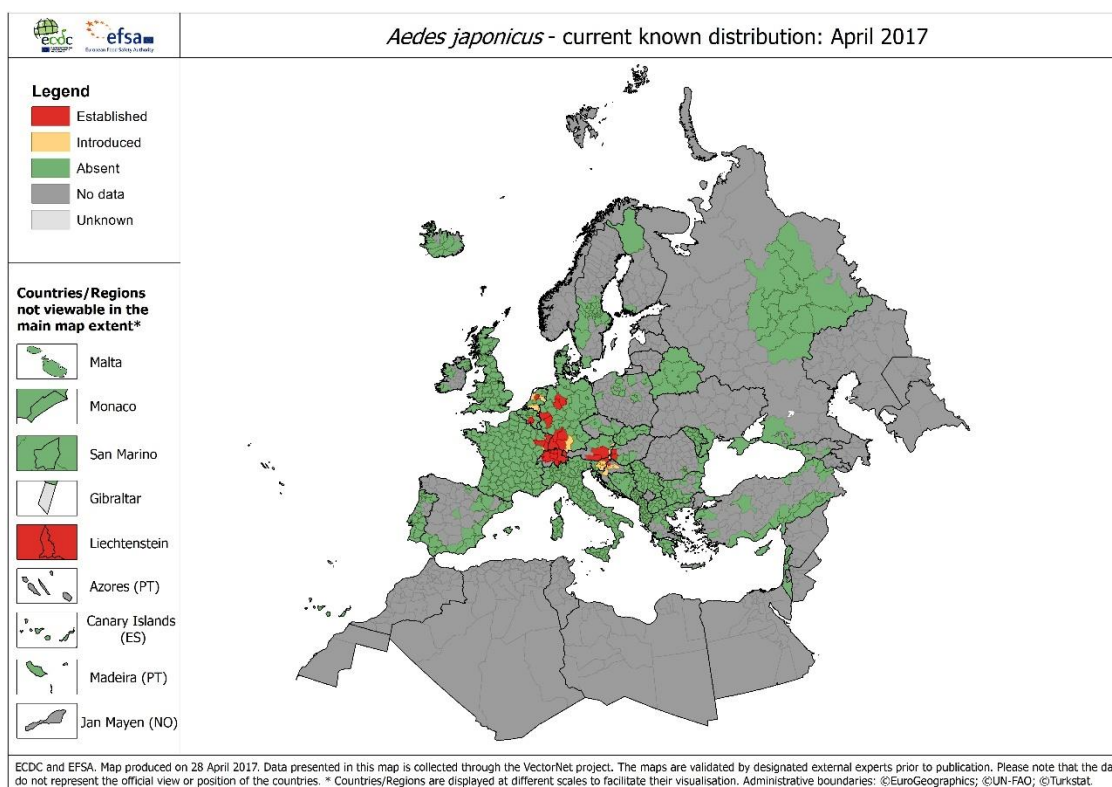 ecdc
efsa
European Food Safety Authority
Aedes japonicus - current known distribution: April 2017
Legend
Established
Introduced
Absent
No data
Unknown
Countries/Regions
not viewable in the
main map extent*
Malta
Monaco
San Marino
Gibraltar
Liechtenstein
Azores (PT)
Canary Islands
(ES)
Madeira (PT)
Jan Mayen (NO)
ECDC and EFSA. Map produced on 28 April 2017. Data presented in this map is collected through the VectorNet project. The maps are validated by designated external experts prior to publication. Please note that the da
do not represent the official view or position of the countries. * Countries/Regions are displayed at different scales to facilitate their visualisation. Administrative boundaries: ©EuroGeographics; ©UN-FAO; ©Turkstat.